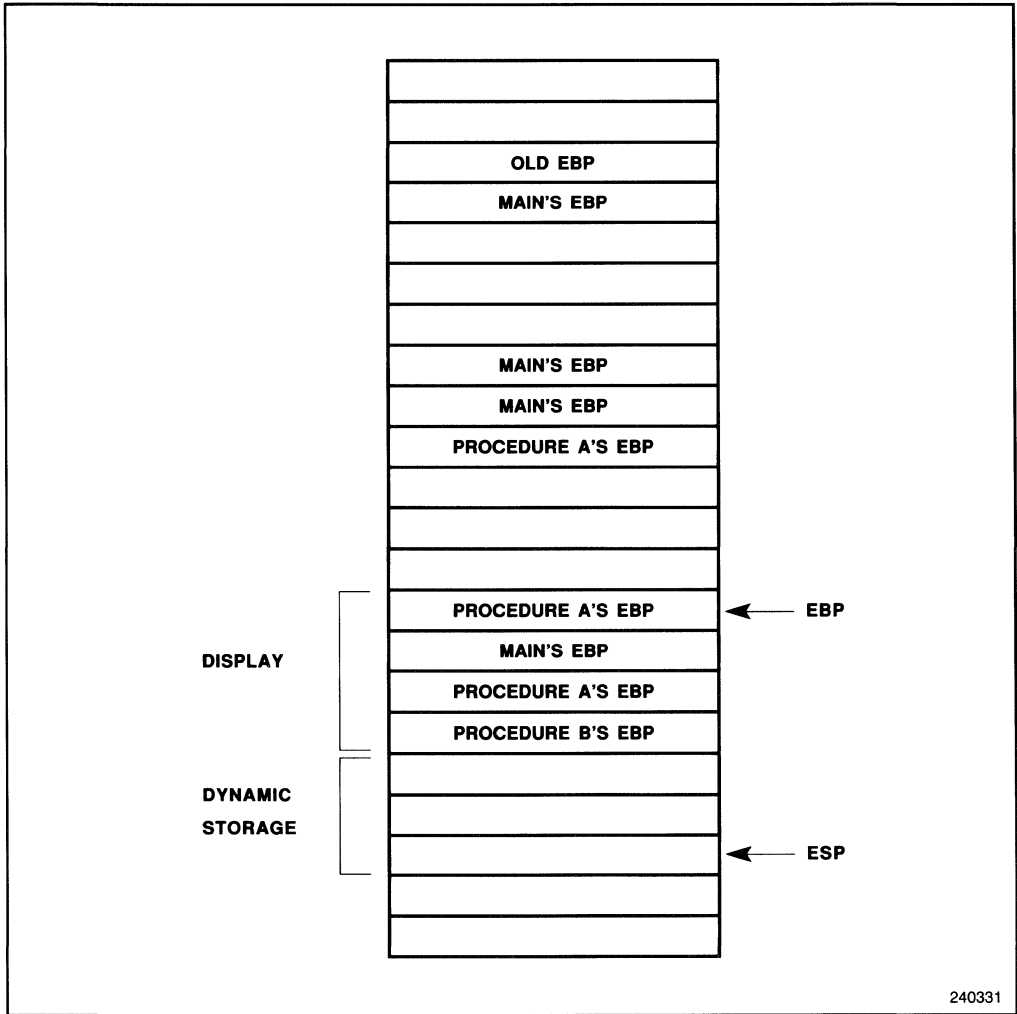 OLD EBP
MAIN'S EBP
MAIN'S EBP
MAIN'S EBP
PROCEDURE A'S EBP
PROCEDURE A'S EBP
EBP
DISPLAY
MAIN'S EBP
PROCEDURE A'S EBP
PROCEDURE B'S EBP
DYNAMIC
STORAGE
ESP
240331